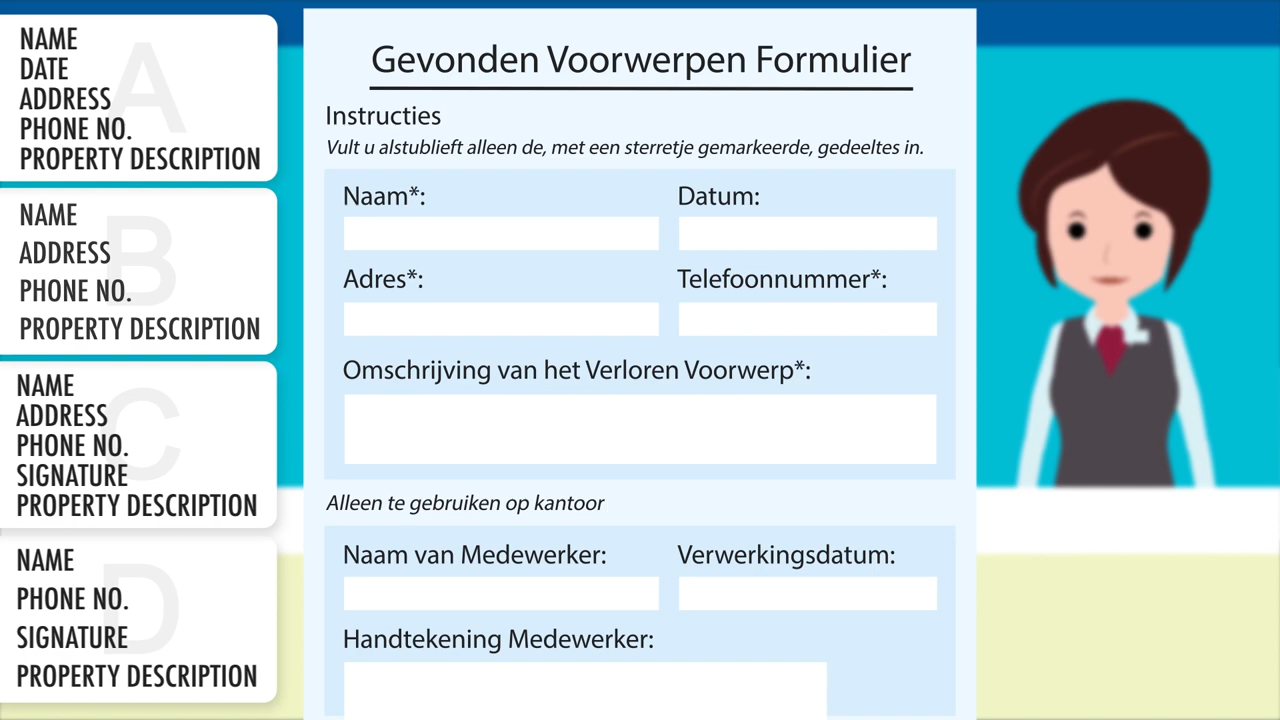 A
NAME
DATE
ADDRESS
PHONE NO.
PROPERTY DESCRIPTION
B
NAME
ADDRESS
PHONE NO.
PROPERTY DESCRIPTION
C
NAME
ADDRESS
PHONE NO.
SIGNATURE
PROPERTY DESCRIPTION
D
NAME
PHONE NO.
SIGNATURE
PROPERTY DESCRIPTION
Gevonden Voorwerpen Formulier
Instructies
Vult u alstublieft alleen de, met een sterretje gemarkeerde, gedeeltes in.
Naam*: Datum:
Adres*: Telefoonnummer*:
Omschrijving van het Verloren Voorwerp*:
Alleen te gebruiken op kantoor
Naam van Medewerker: Verwerkingsdatum:
Handtekening Medewerker: